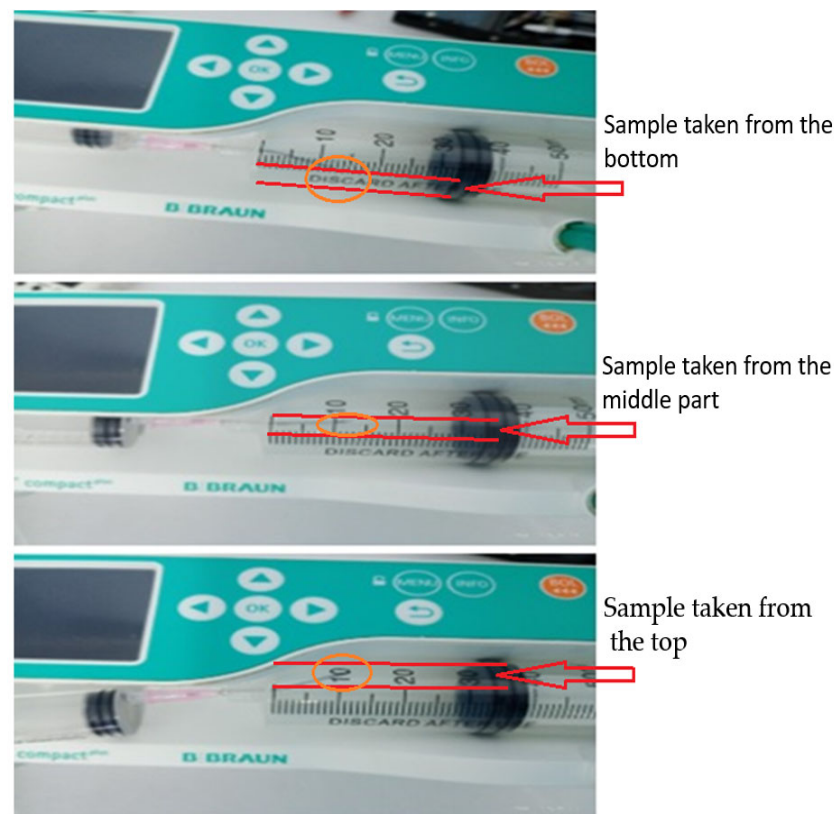 MENU
INFO
BOL
OK
10
20
30
40
50
DISCARD AFTER
compact plus
B BRAUN
Sample taken from the
bottom
MENU
INFO
BOL
OK
10
20
30
40
50
DISCARD AFTER
compact plus
B BRAUN
Sample taken from the
middle part
MENU
INFO
BOL
OK
10
20
30
DISCARD AFTER
compact plus
B BRAUN
Sample taken from
the top